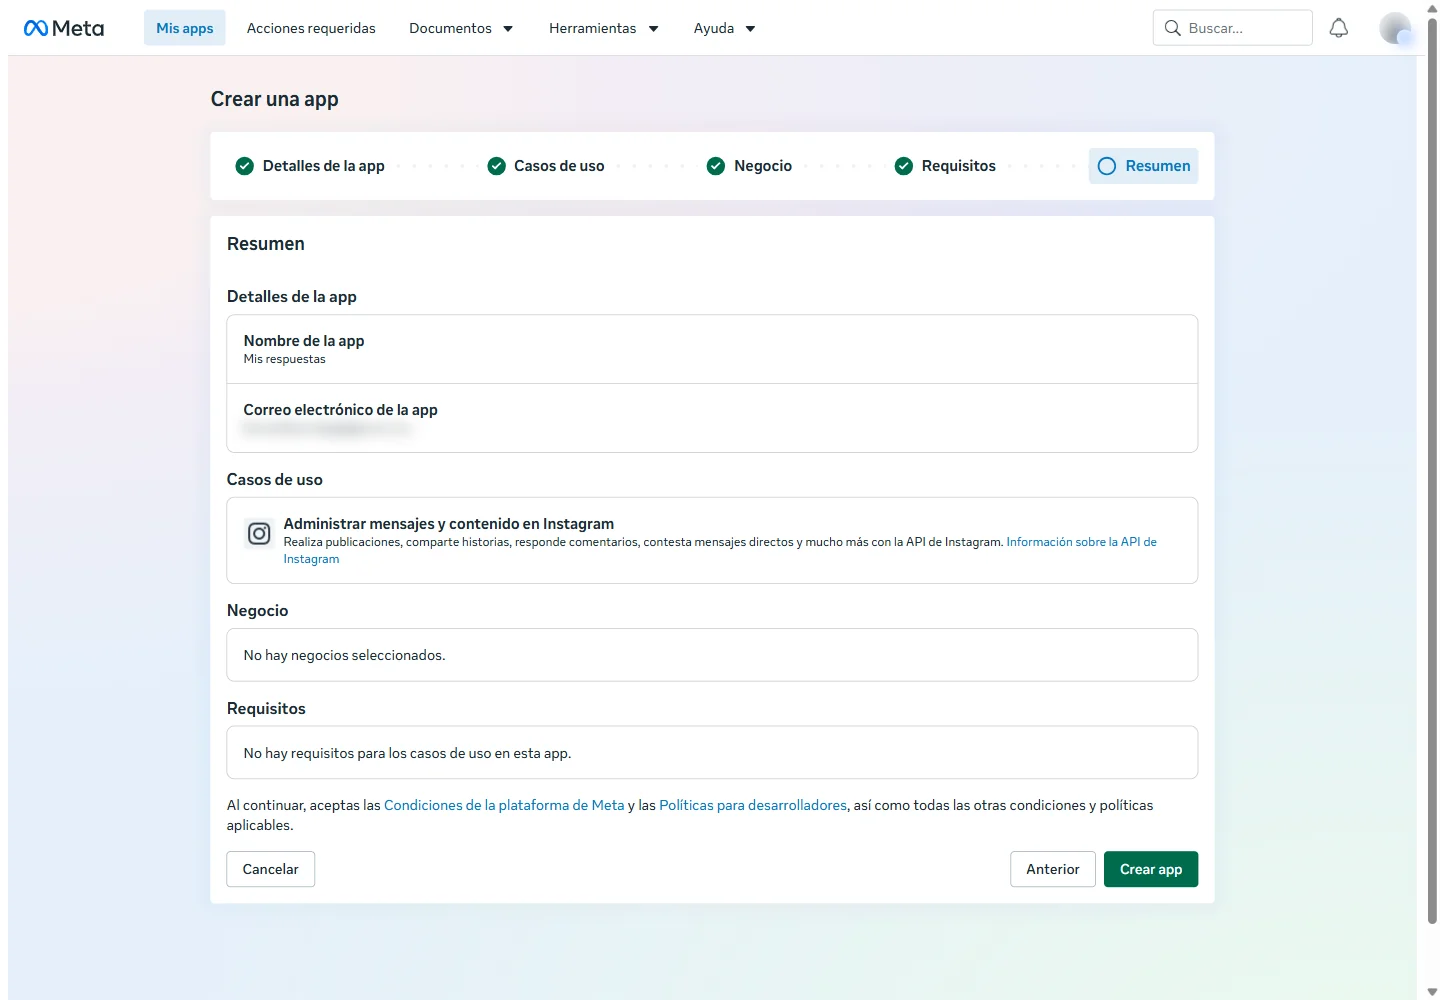 Meta
Mis apps
Acciones requeridas
Documentos
Herramientas
Ayuda
Buscar...
Crear una app
Detalles de la app
Casos de uso
Negocio
Requisitos
Resumen
Resumen
Detalles de la app
Nombre de la app
Mis respuestas
Correo electrónico de la app
Casos de uso
Administrar mensajes y contenido en Instagram
Realiza publicaciones, comparte historias, responde comentarios, contesta mensajes directos y mucho más con la API de Instagram. Información sobre la API de
Instagram
Negocio
No hay negocios seleccionados.
Requisitos
No hay requisitos para los casos de uso en esta app.
Al continuar, aceptas las Condiciones de la plataforma de Meta y las Políticas para desarrolladores, así como todas las otras condiciones y políticas
aplicables.
Cancelar
Anterior
Crear app